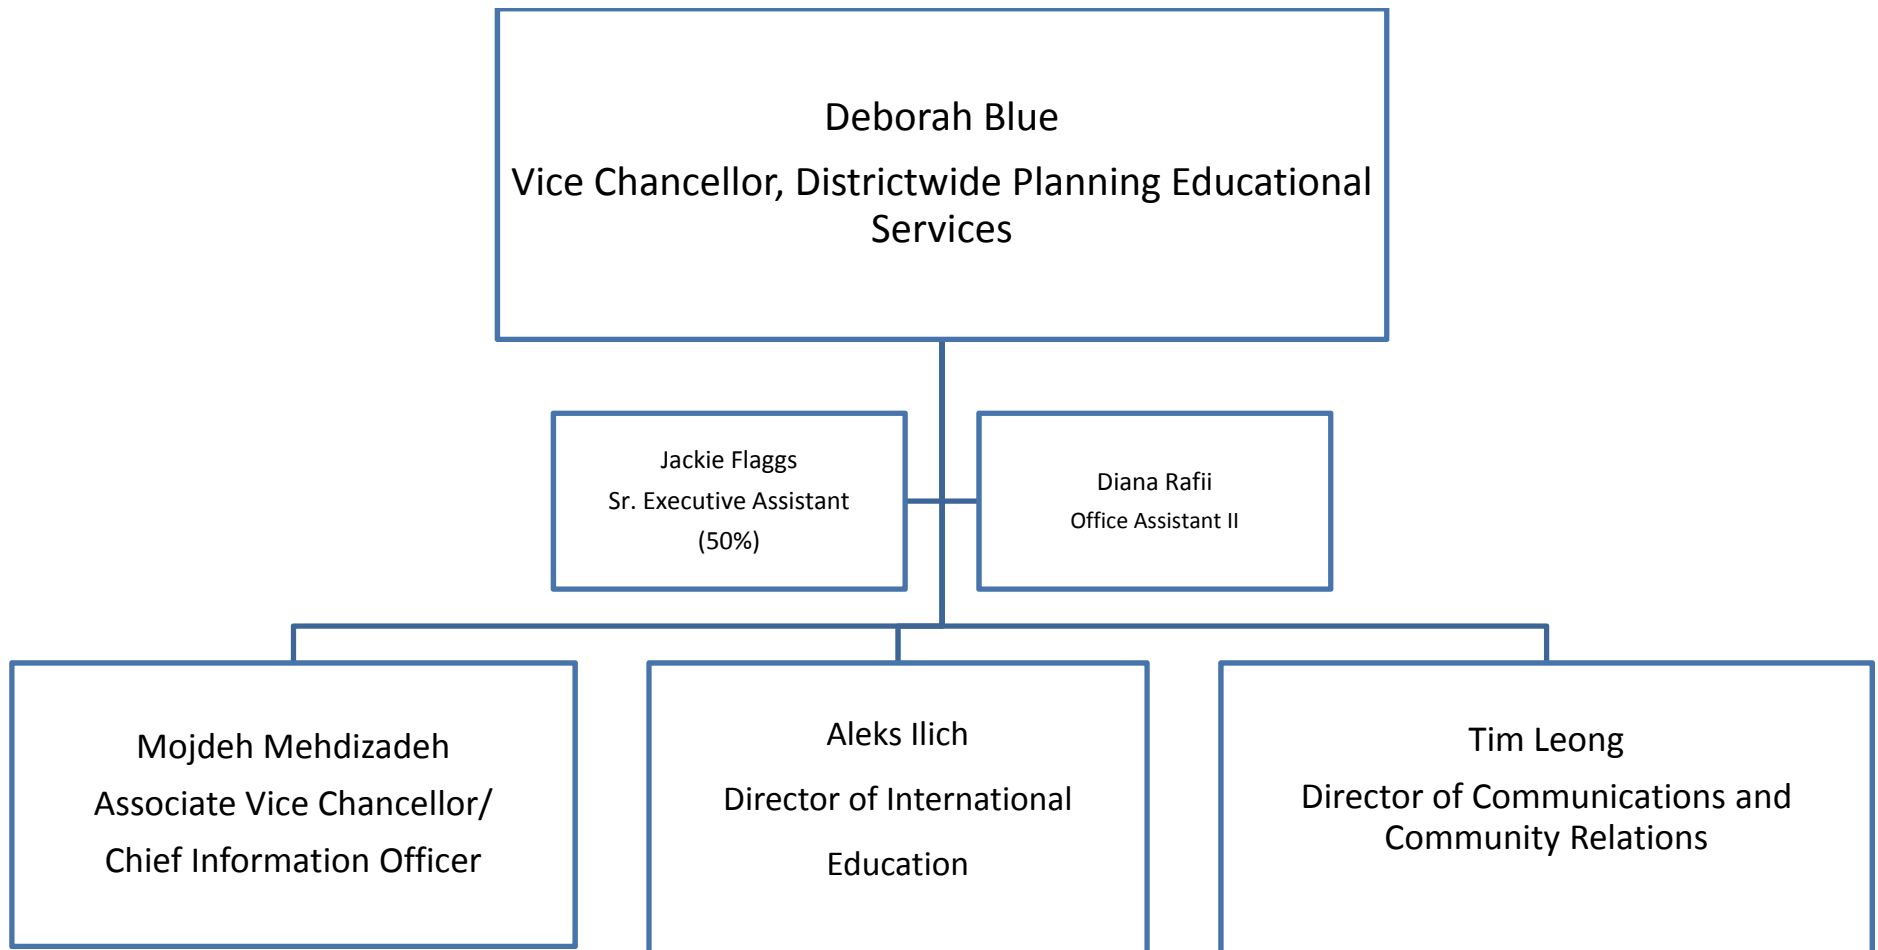 Deborah Blue
Vice Chancellor, Districtwide Planning Educational
Services
Jackie Flaggs
Sr. Executive Assistant
(50%)
Diana Rafii
Office Assistant II
Mojdeh Mehdizadeh
Associate Vice Chancellor/
Chief Information Officer
Aleks Ilich
Director of International
Education
Tim Leong
Director of Communications and
Community Relations